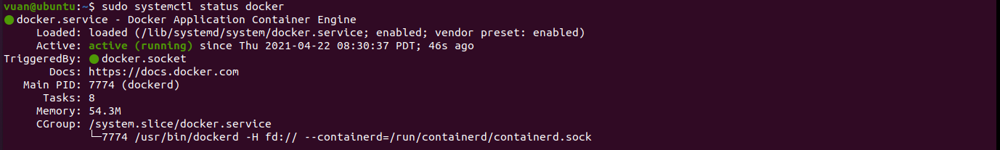 vuan@ubuntu:~$ sudo systemctl status docker
● docker.service - Docker Application Container Engine
Loaded: loaded (/lib/systemd/system/docker.service; enabled; vendor preset: enabled)
Active: active (running) since Thu 2021-04-22 08:30:37 PDT; 46s ago
TriggeredBy: ● docker.socket
Docs: https://docs.docker.com
Main PID: 7774 (dockerd)
Tasks: 8
Memory: 54.3M
CGroup: /system.slice/docker.service
└─7774 /usr/bin/dockerd -H fd:// --containerd=/run/containerd/containerd.sock